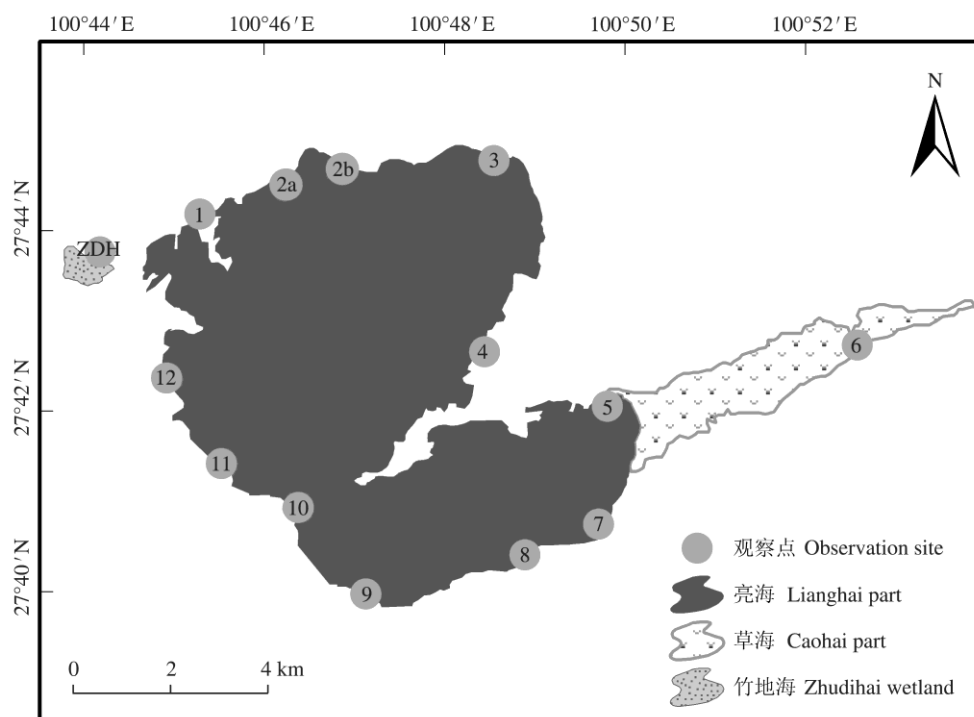 100°44′E 100°46′E 100°48′E 100°50′E 100°52′E
N
27°44′N
27°42′N
27°40′N
1
2a
2b
3
ZDH
4
5
6
12
11
10
9
8
7
观察点 Observation site
亮海 Lianghai part
草海 Caohai part
竹地海 Zhudihai wetland
0 2 4 km